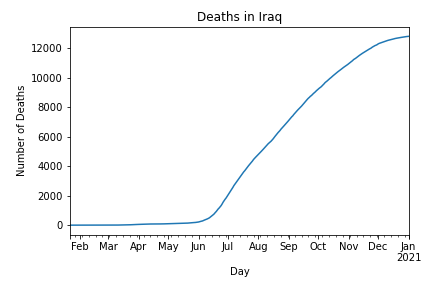 Deaths in Iraq
Number of Deaths
12000
10000
8000
6000
4000
2000
0
Feb Mar Apr May Jun Jul Aug Sep Oct Nov Dec Jan
2021
Day